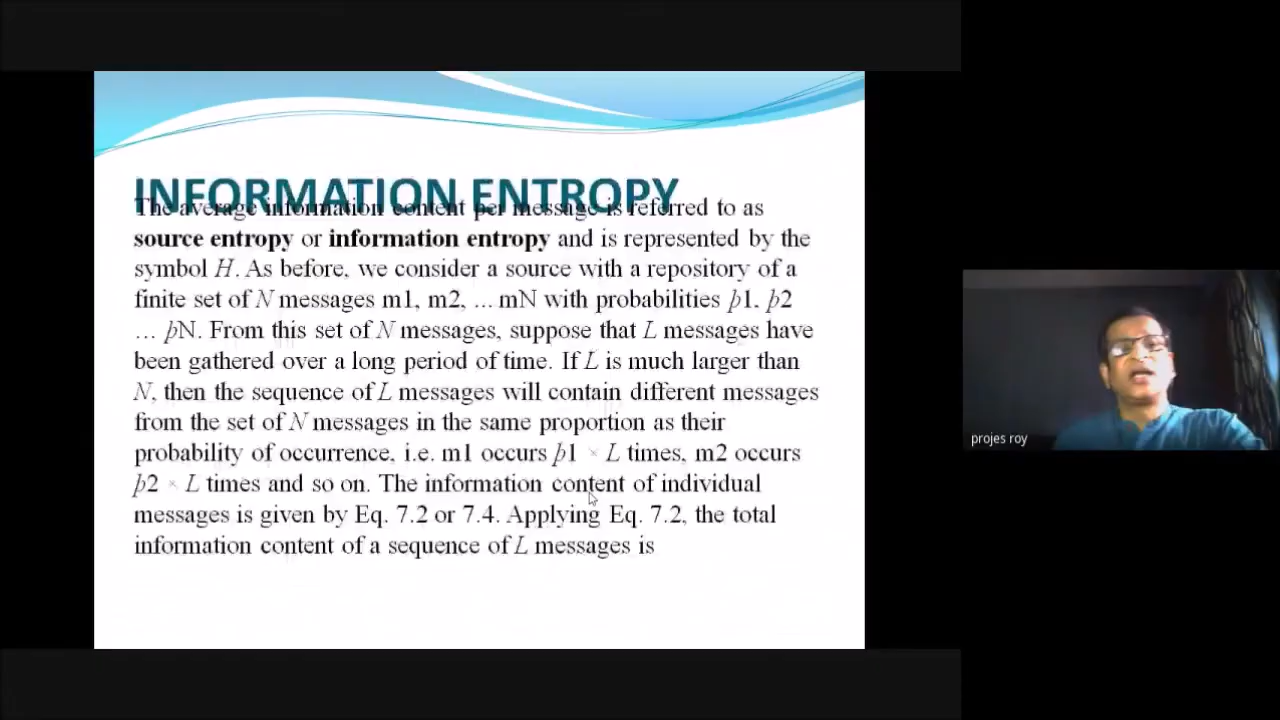 INFORMATION ENTROPY
The average information content per message is referred to as
source entropy or information entropy and is represented by the
symbol H. As before, we consider a source with a repository of a
finite set of N messages m1, m2, ... mN with probabilities þ1, þ2
... þN. From this set of N messages, suppose that L messages have
been gathered over a long period of time. If L is much larger than
N, then the sequence of L messages will contain different messages
from the set of N messages in the same proportion as their
probability of occurrence, i.e. m1 occurs þ1 × L times, m2 occurs
þ2 × L times and so on. The information content of individual
messages is given by Eq. 7.2 or 7.4. Applying Eq. 7.2, the total
information content of a sequence of L messages is
projes roy